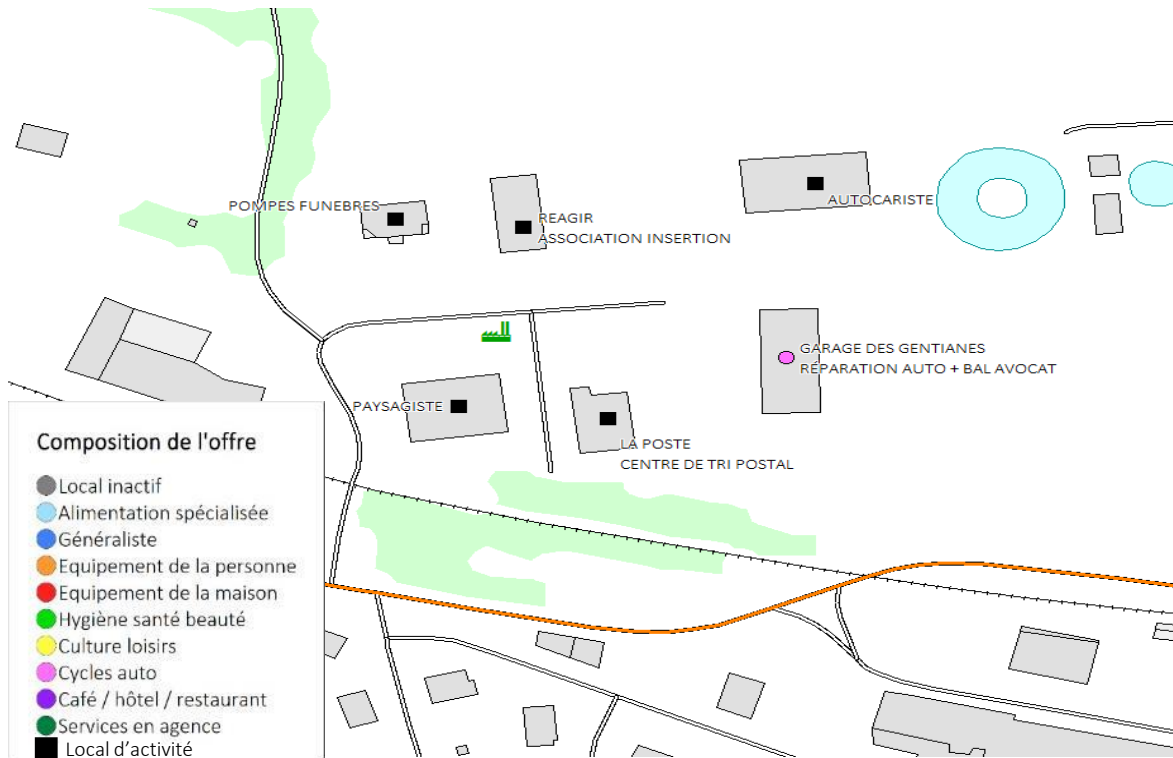 POMPES FUNEBRES
REAGIR
ASSOCIATION INSERTION
AUTOCARISTE
GARAGE DES GENTIANES
RÉPARATION AUTO + BAL AVOCAT
PAYSAGISTE
LA POSTE
CENTRE DE TRI POSTAL
Composition de l'offre
Local inactif
Alimentation spécialisée
Généraliste
Equipement de la personne
Equipement de la maison
Hygiène santé beauté
Culture loisirs
Cycles auto
Café / hôtel / restaurant
Services en agence
Local d’activité